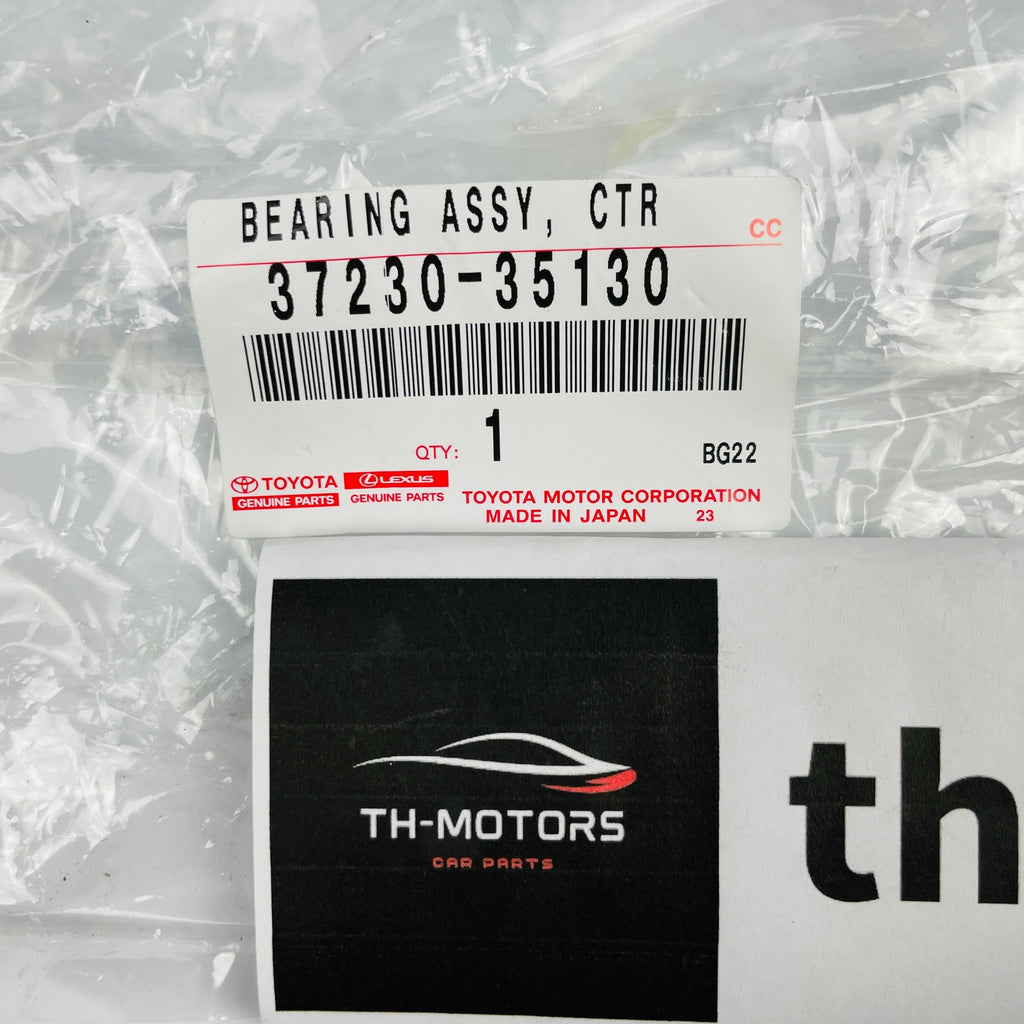 BEARING ASSY, CTR
CC
37230-35130
QTY: 1
BG22
TOYOTA
GENUINE PARTS
LEXUS
GENUINE PARTS
TOYOTA MOTOR CORPORATION
MADE IN JAPAN 23
TH-MOTORS
CAR PARTS
th